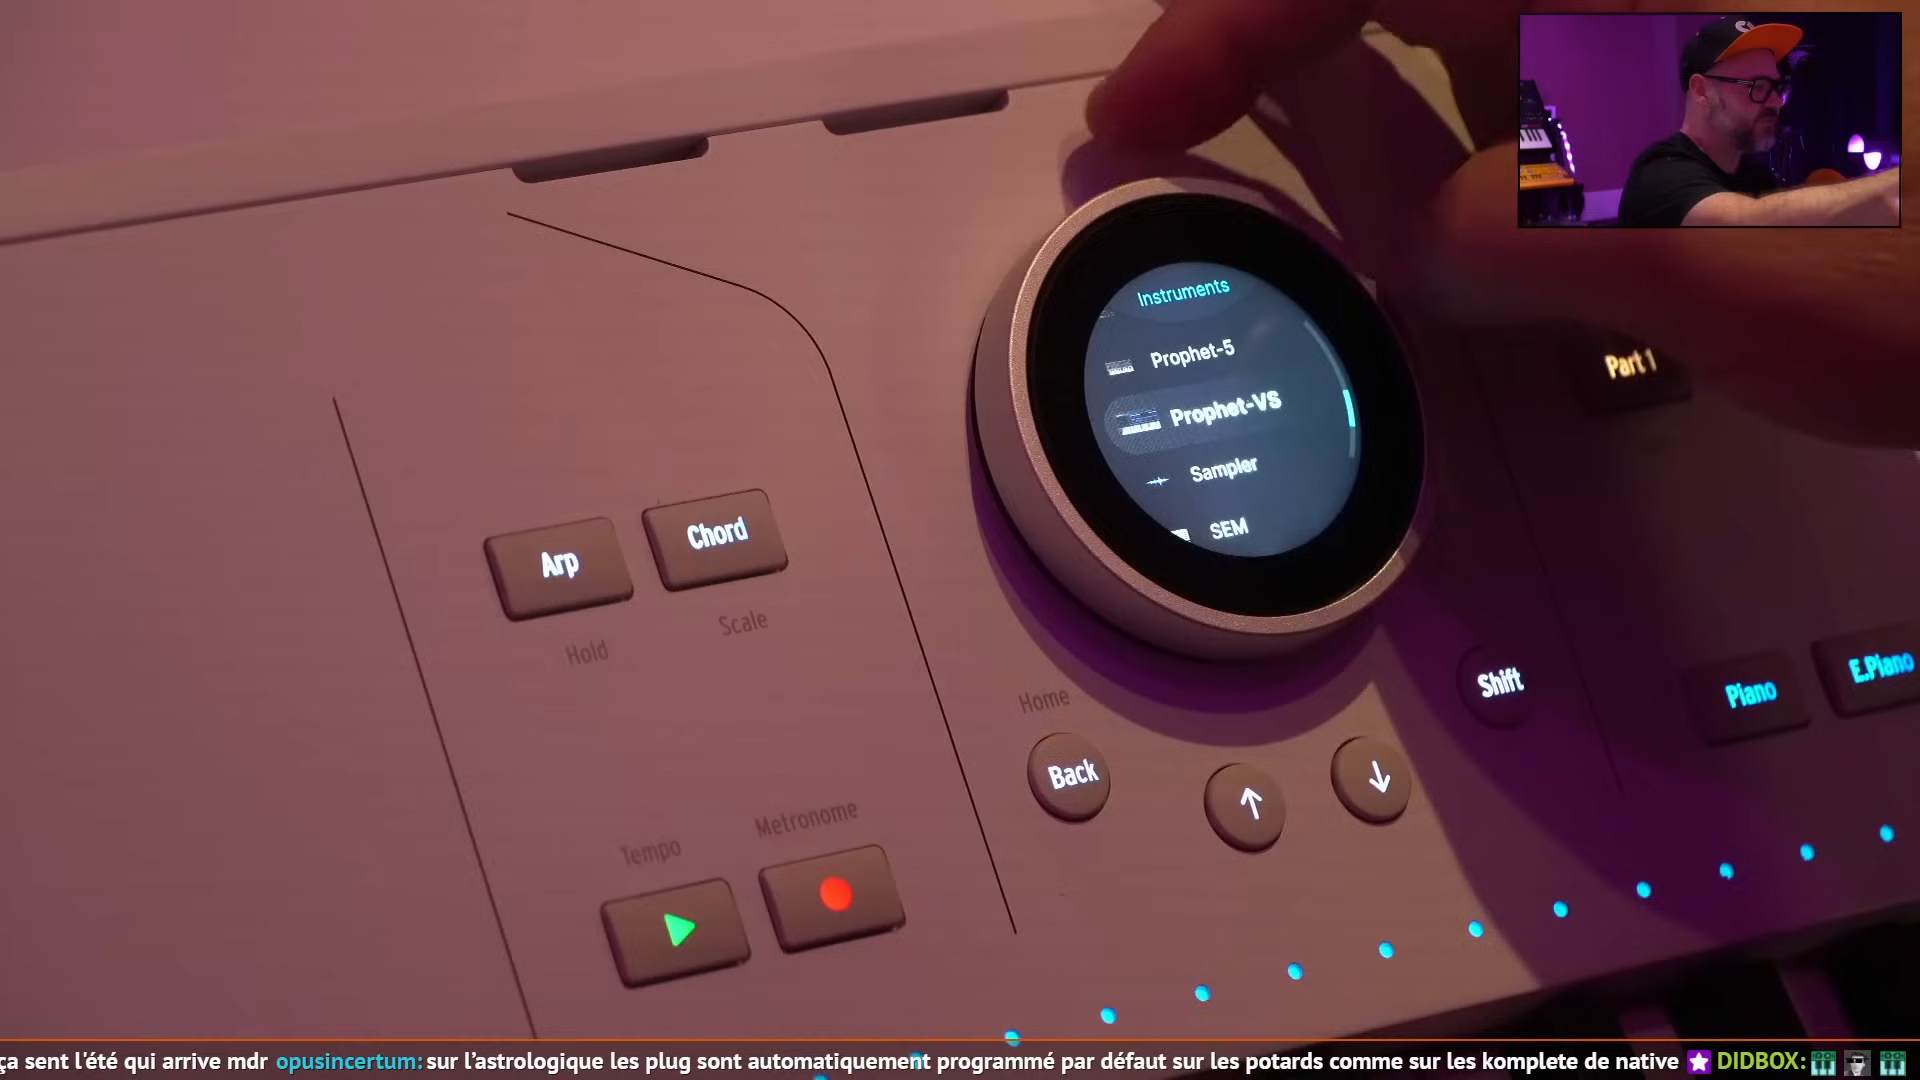 Instruments
Prophet-5
Prophet-VS
Sampler
SEM
Part 1
Arp
Chord
Hold
Scale
Shift
Piano
E.Piano
Home
Back
Tempo
Metronome
ça sent l'été qui arrive mdr opusincertum: sur l’astrologique les plug sont automatiquement programmé par défaut sur les potards comme sur les komplete de native DIDBOX: